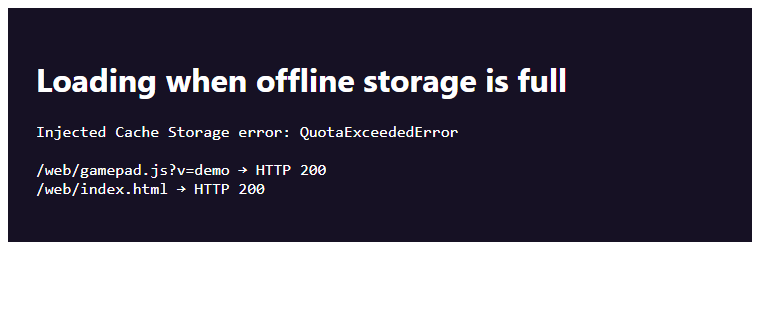 Loading when offline storage is full
Injected Cache Storage error: QuotaExceededError
/web/gamepad.js?v=demo → HTTP 200
/web/index.html → HTTP 200